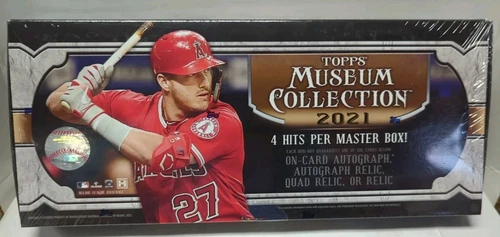 TOPPS
MUSEUM
COLLECTION
2021
4 HITS PER MASTER BOX!
ON-CARD AUTOGRAPH,
AUTOGRAPH RELIC,
QUAD RELIC, OR RELIC
A
27